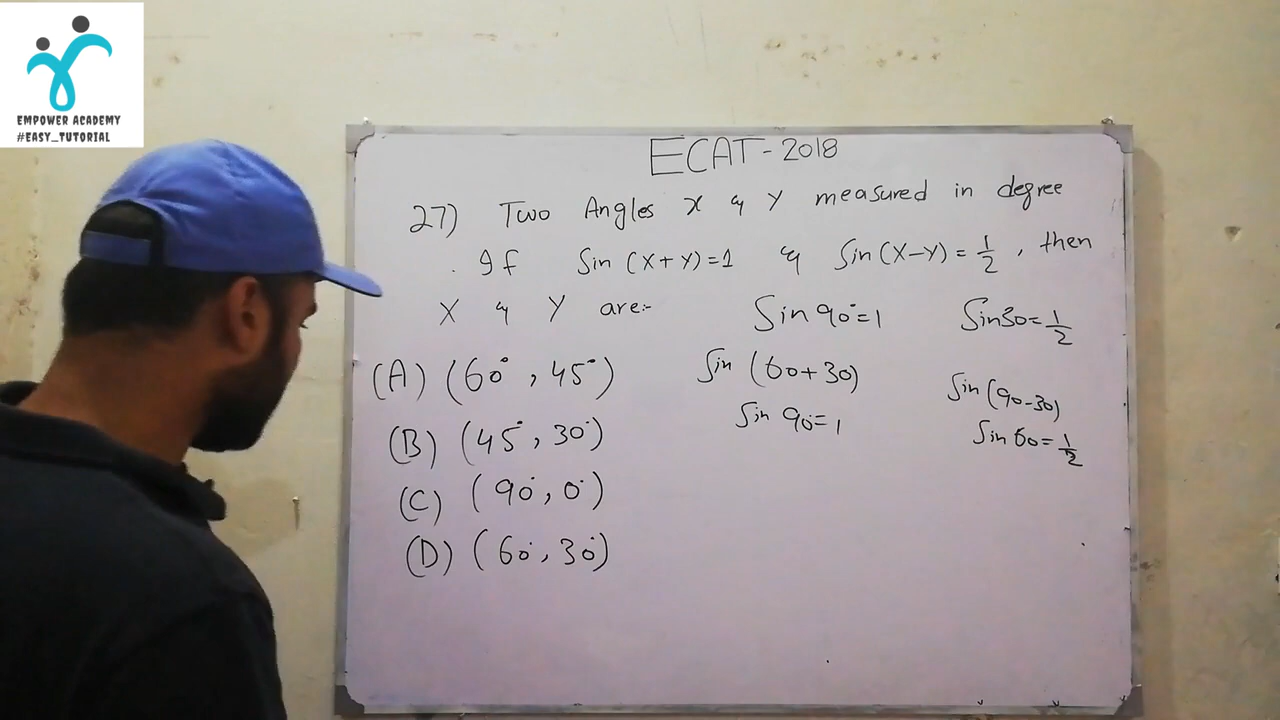 EMPOWER ACADEMY
#EASY_TUTORIAL
ECAT-2018
27) Two Angles X & Y measured in degree
. If Sin (X+Y)=1 & Sin(X-Y)=1/2, then
X & Y are:-
Sin 90°=1
Sin30=1/2
(A) (60°, 45°)
(B) (45°, 30°)
(C) (90°, 0°)
(D) (60°, 30°)
Sin (60+30)
Sin 90°=1
Sin (90-30)
Sin 60=1/2